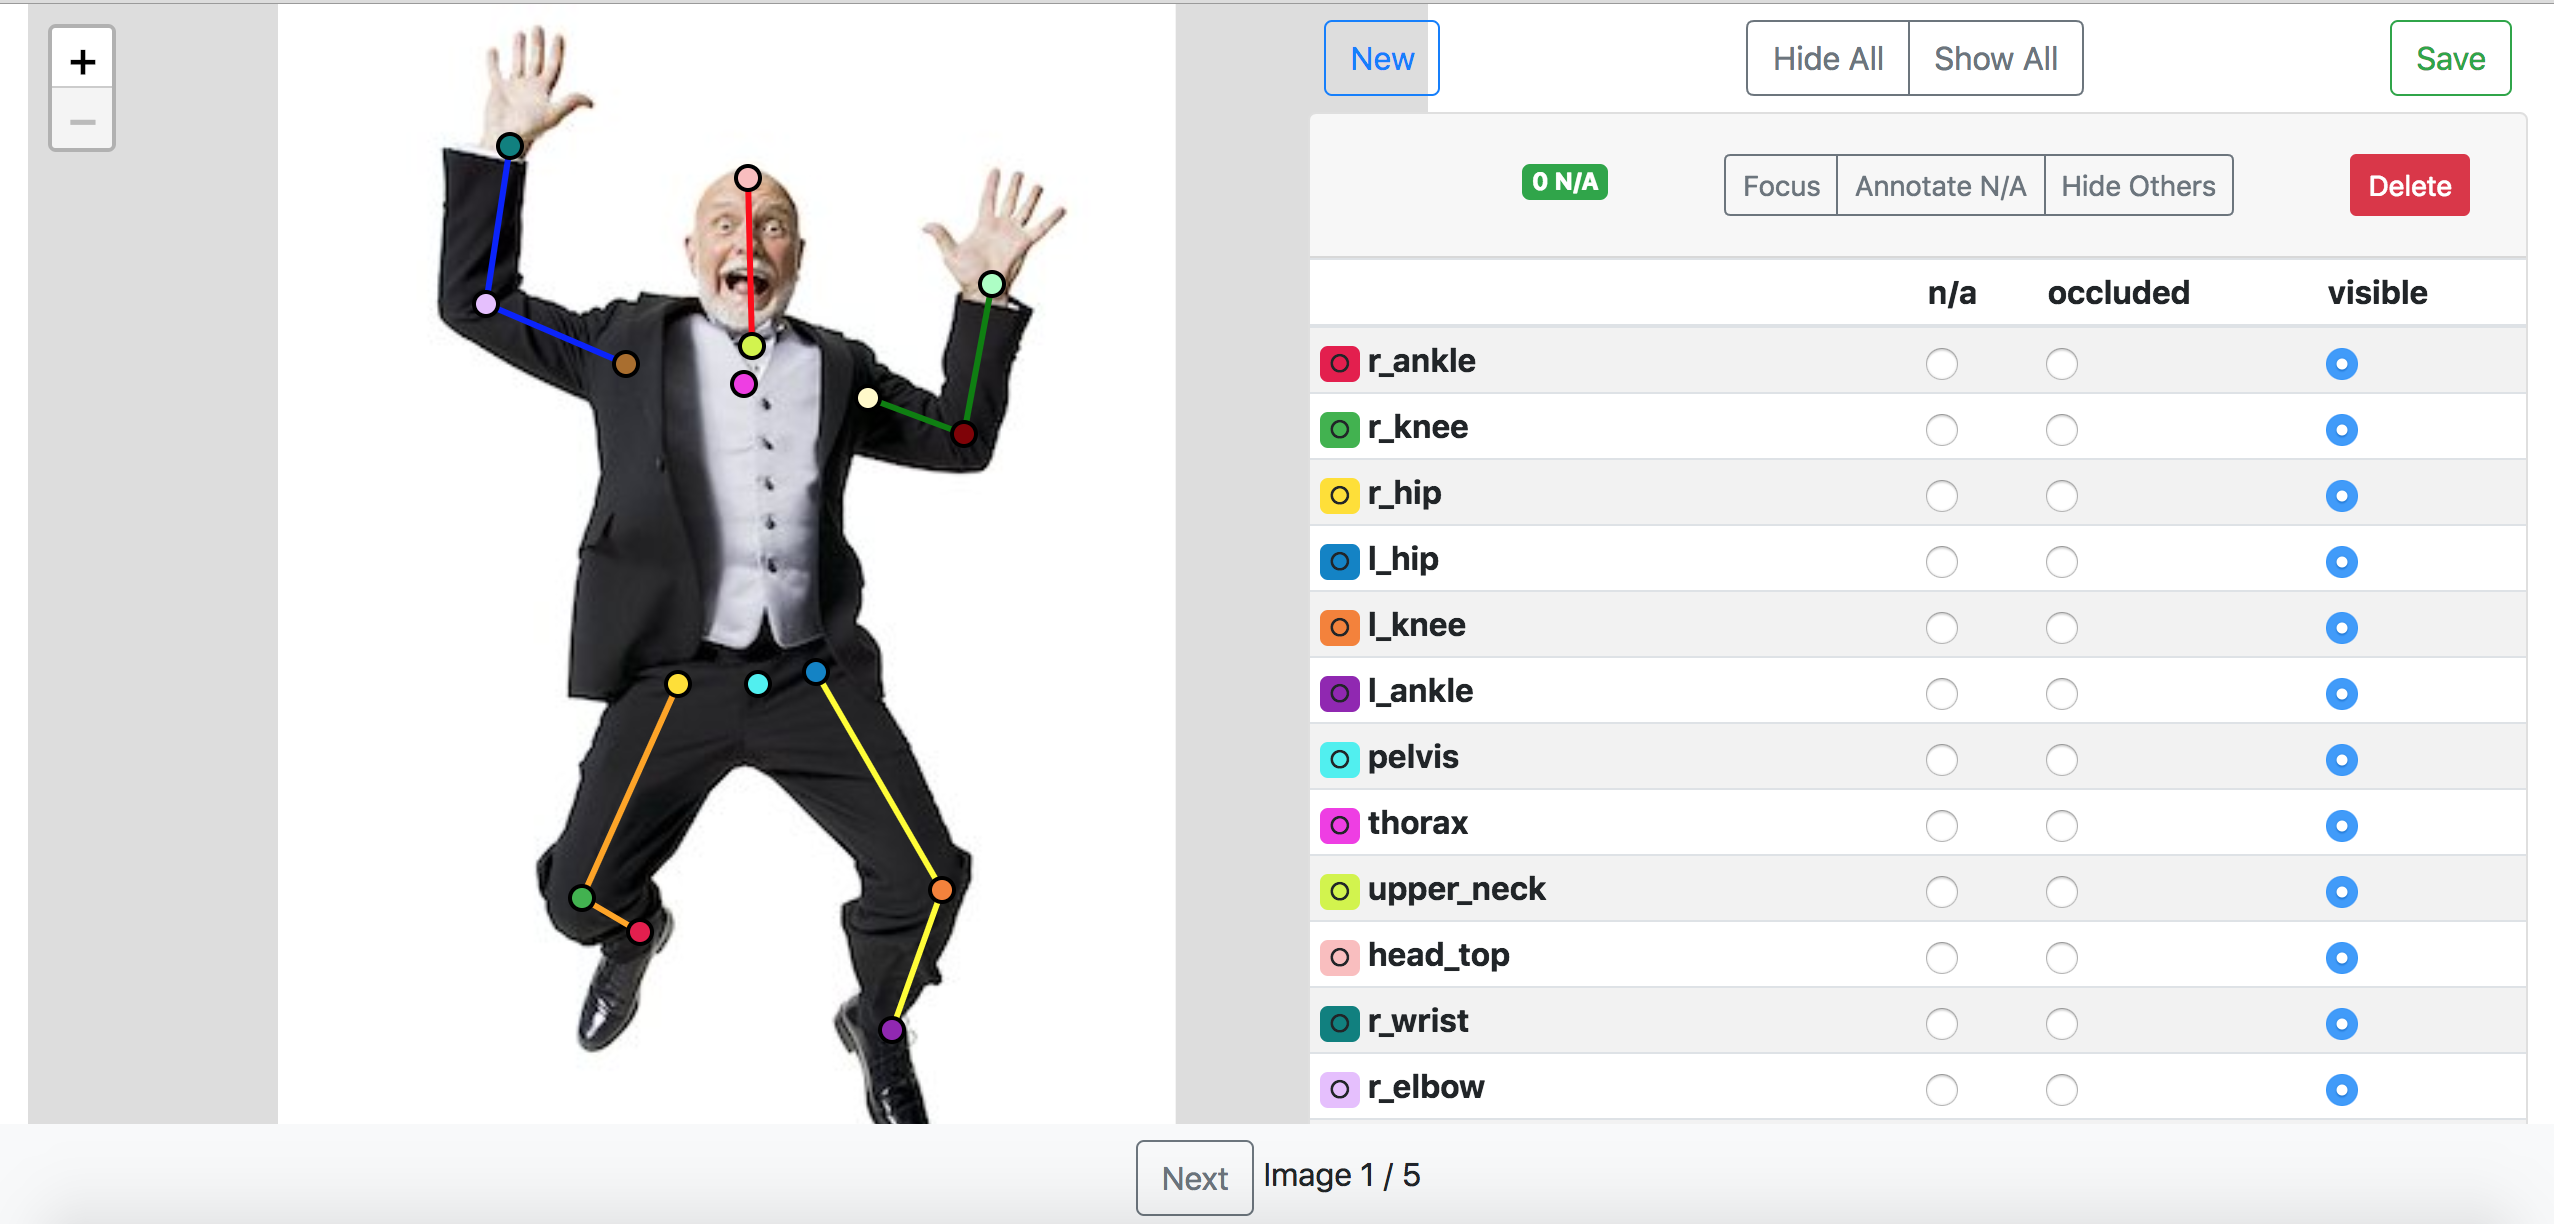 +
−
New
Hide All Show All
Save
0 N/A
Focus Annotate N/A Hide Others
Delete
n/a occluded visible
r_ankle
r_knee
r_hip
l_hip
l_knee
l_ankle
pelvis
thorax
upper_neck
head_top
r_wrist
r_elbow
Next Image 1 / 5